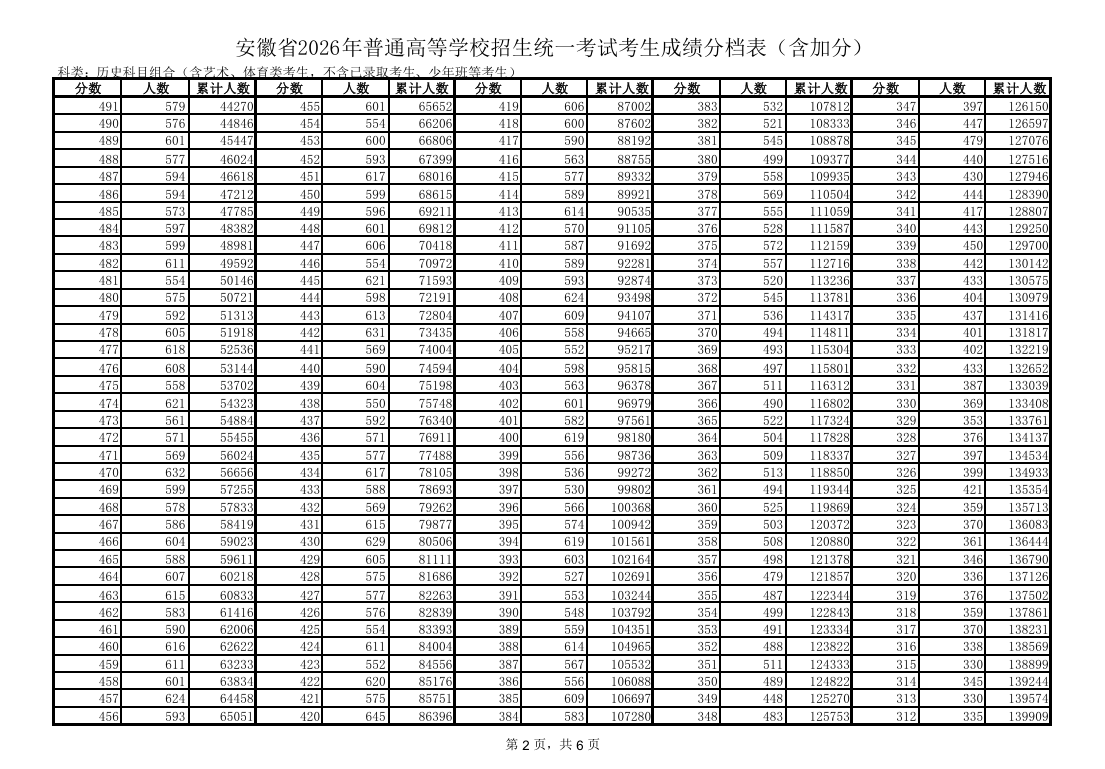 安徽省2026年普通高等学校招生统一考试考生成绩分档表（含加分）
科类：历史科目组合（含艺术、体育类考生，不含已录取考生、少年班等考生）
分数 人数 累计人数 分数 人数 累计人数 分数 人数 累计人数 分数 人数 累计人数 分数 人数 累计人数
491 579 44270 455 601 65652 419 606 87002 383 532 107812 347 397 126150
490 576 44846 454 554 66206 418 600 87602 382 521 108333 346 447 126597
489 601 45447 453 600 66806 417 590 88192 381 545 108878 345 479 127076
488 577 46024 452 593 67399 416 563 88755 380 499 109377 344 440 127516
487 594 46618 451 617 68016 415 577 89332 379 558 109935 343 430 127946
486 594 47212 450 599 68615 414 589 89921 378 569 110504 342 444 128390
485 573 47785 449 596 69211 413 614 90535 377 555 111059 341 417 128807
484 597 48382 448 601 69812 412 570 91105 376 528 111587 340 443 129250
483 599 48981 447 606 70418 411 587 91692 375 572 112159 339 450 129700
482 611 49592 446 554 70972 410 589 92281 374 557 112716 338 442 130142
481 554 50146 445 621 71593 409 593 92874 373 520 113236 337 433 130575
480 575 50721 444 598 72191 408 624 93498 372 545 113781 336 404 130979
479 592 51313 443 613 72804 407 609 94107 371 536 114317 335 437 131416
478 605 51918 442 631 73435 406 558 94665 370 494 114811 334 401 131817
477 618 52536 441 569 74004 405 552 95217 369 493 115304 333 402 132219
476 608 53144 440 590 74594 404 598 95815 368 497 115801 332 433 132652
475 558 53702 439 604 75198 403 563 96378 367 511 116312 331 387 133039
474 621 54323 438 550 75748 402 601 96979 366 490 116802 330 369 133408
473 561 54884 437 592 76340 401 582 97561 365 522 117324 329 353 133761
472 571 55455 436 571 76911 400 619 98180 364 504 117828 328 376 134137
471 569 56024 435 577 77488 399 556 98736 363 509 118337 327 397 134534
470 632 56656 434 617 78105 398 536 99272 362 513 118850 326 399 134933
469 599 57255 433 588 78693 397 530 99802 361 494 119344 325 421 135354
468 578 57833 432 569 79262 396 566 100368 360 525 119869 324 359 135713
467 586 58419 431 615 79877 395 574 100942 359 503 120372 323 370 136083
466 604 59023 430 629 80506 394 619 101561 358 508 120880 322 361 136444
465 588 59611 429 605 81111 393 603 102164 357 498 121378 321 346 136790
464 607 60218 428 575 81686 392 527 102691 356 479 121857 320 336 137126
463 615 60833 427 577 82263 391 553 103244 355 487 122344 319 376 137502
462 583 61416 426 576 82839 390 548 103792 354 499 122843 318 359 137861
461 590 62006 425 554 83393 389 559 104351 353 491 123334 317 370 138231
460 616 62622 424 611 84004 388 614 104965 352 488 123822 316 338 138569
459 611 63233 423 552 84556 387 567 105532 351 511 124333 315 330 138899
458 601 63834 422 620 85176 386 556 106088 350 489 124822 314 345 139244
457 624 64458 421 575 85751 385 609 106697 349 448 125270 313 330 139574
456 593 65051 420 645 86396 384 583 107280 348 483 125753 312 335 139909
第 2 页，共 6 页